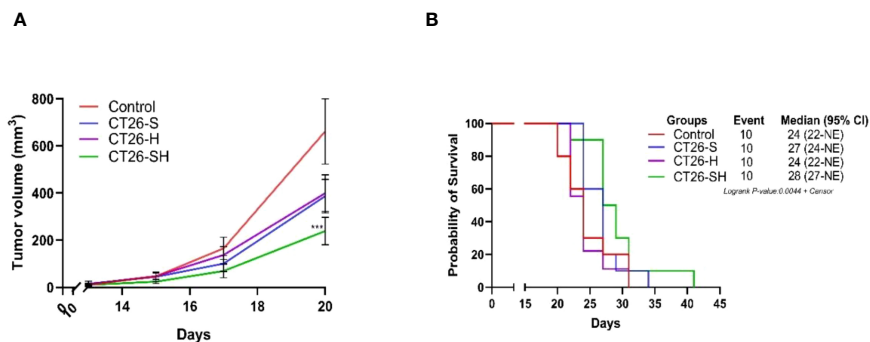 A
B
800
600
400
200
0
Tumor volume (mm³)
Control
CT26-S
CT26-H
CT26-SH
***
0
10
14
16
18
20
Days
100
80
60
40
20
0
Probability of Survival
Groups Event Median (95% CI)
Control 10 24 (22-NE)
CT26-S 10 27 (24-NE)
CT26-H 10 24 (22-NE)
CT26-SH 10 28 (27-NE)
Logrank P-value:0.0044 + Censor
0 15 20 25 30 35 40 45
Days